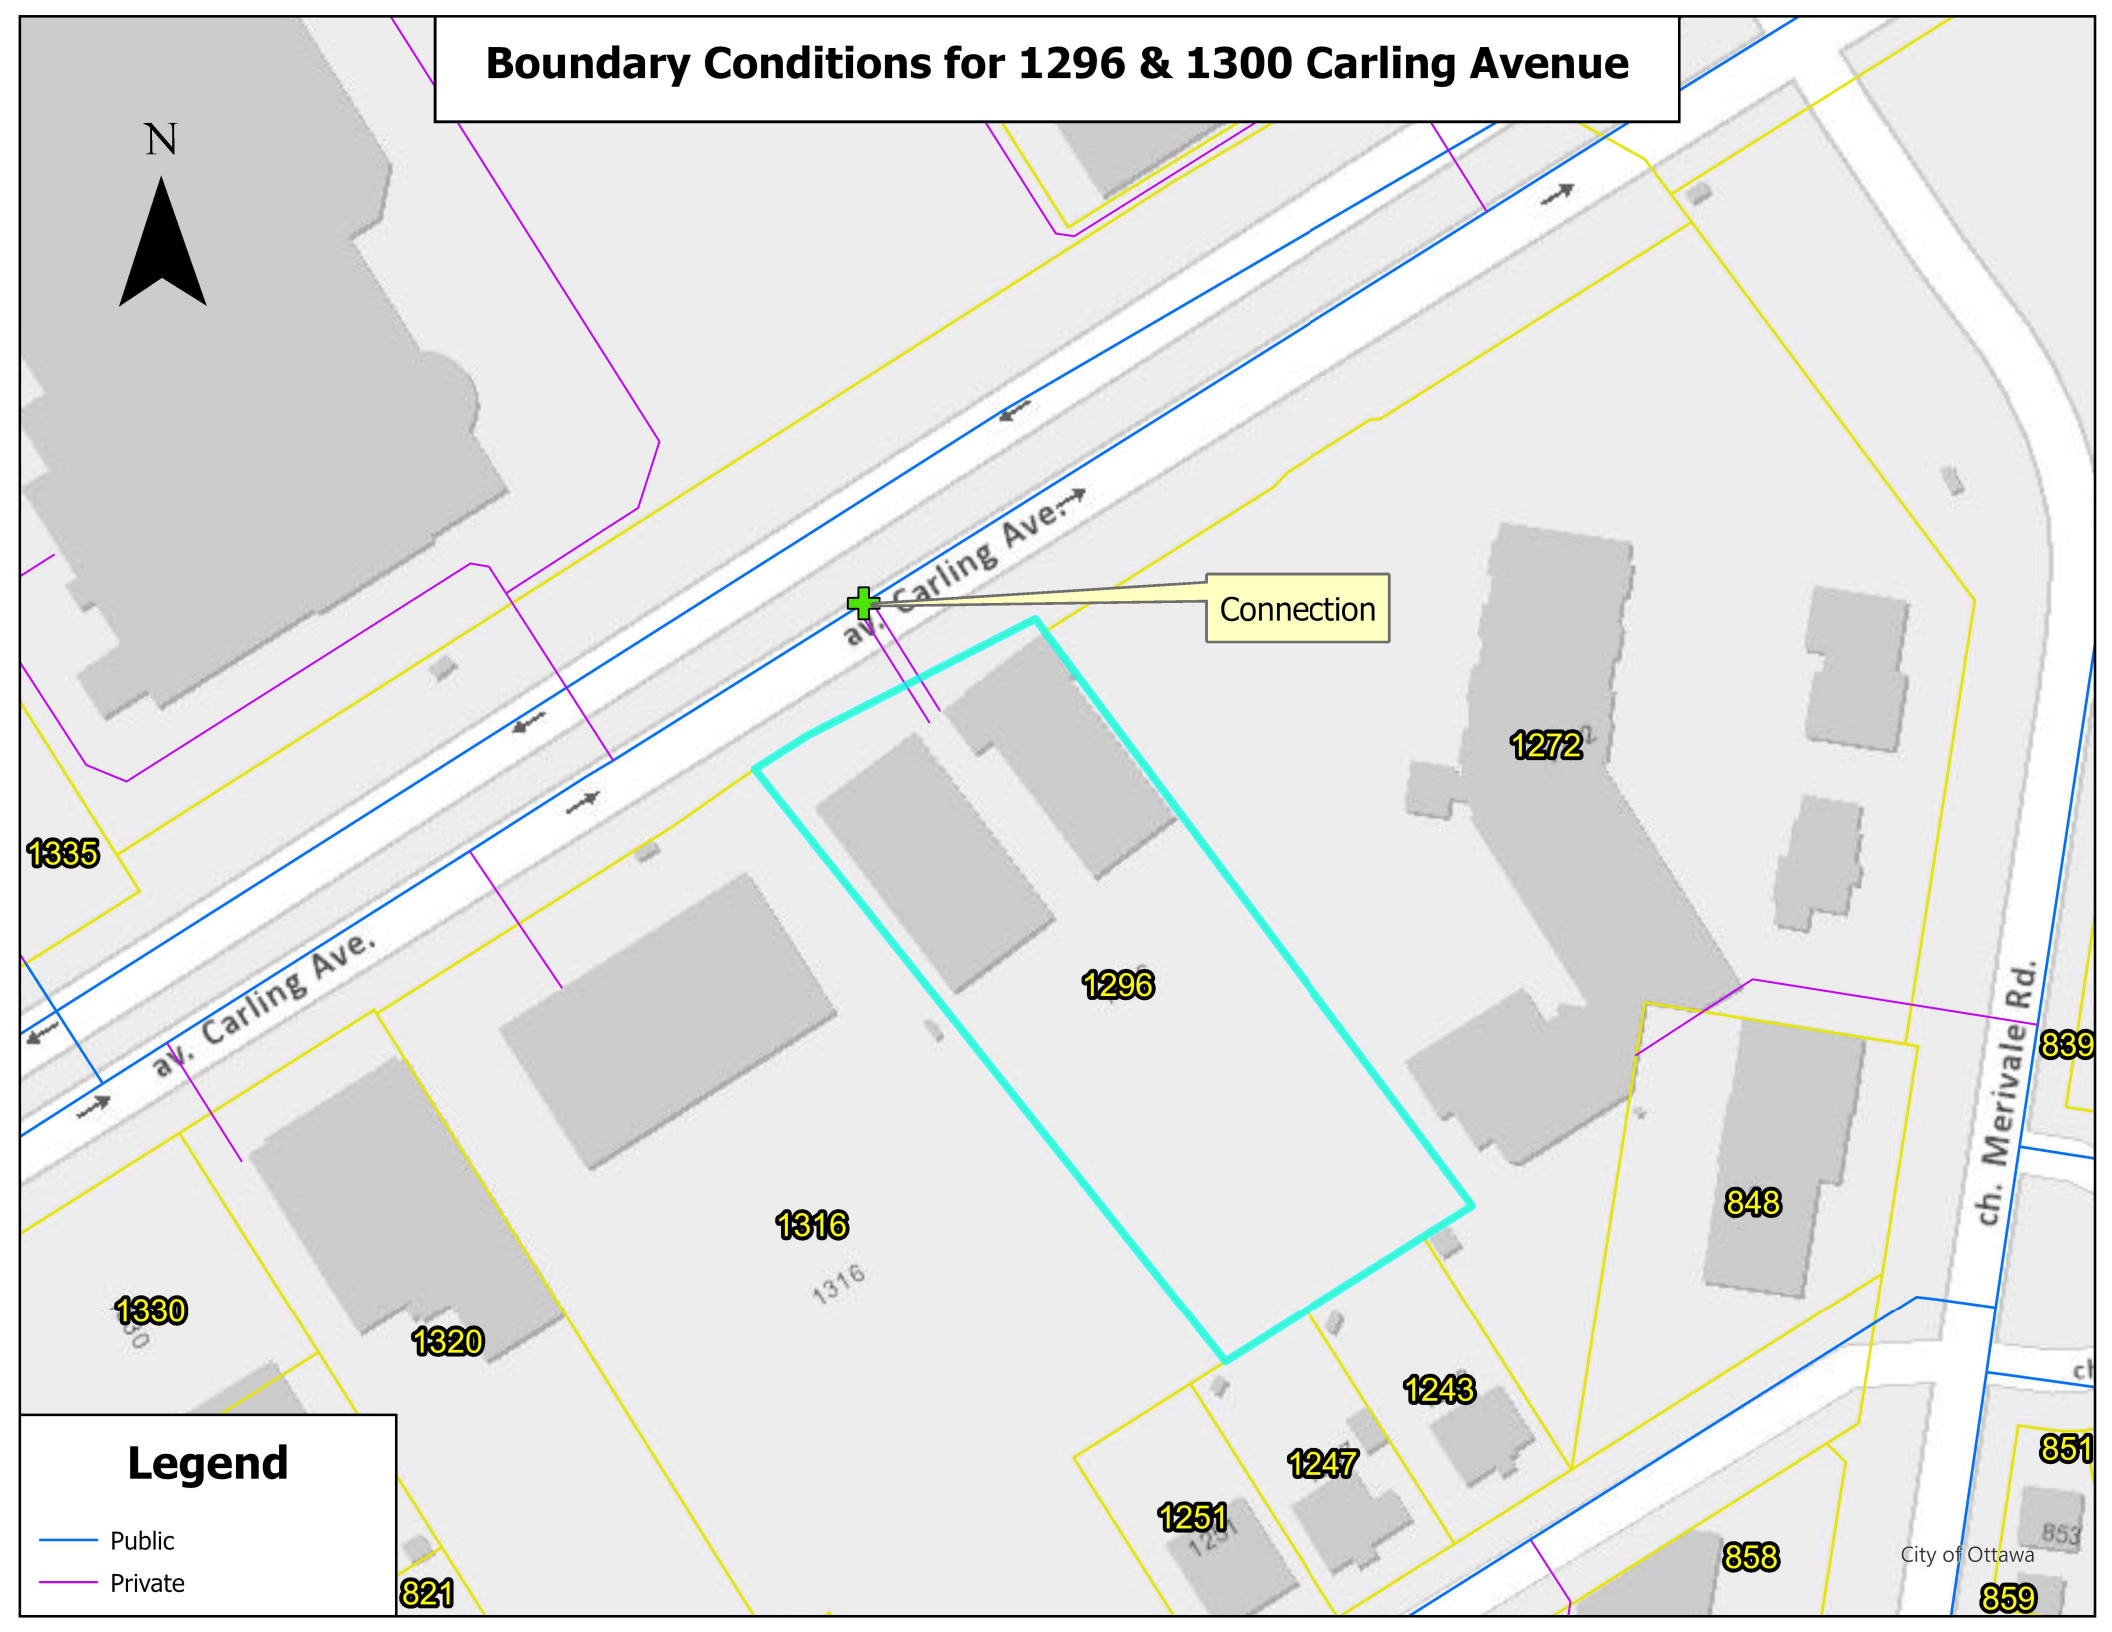 Boundary Conditions for 1296 & 1300 Carling Avenue
N
av. Carling Ave.
Connection
1272
1335
1296
av. Carling Ave.
ch. Merivale Rd.
839
848
1316
1316
1330
1320
1243
1247
1251
1251
851
853
858
859
821
City of Ottawa
ch
Legend
Public
Private